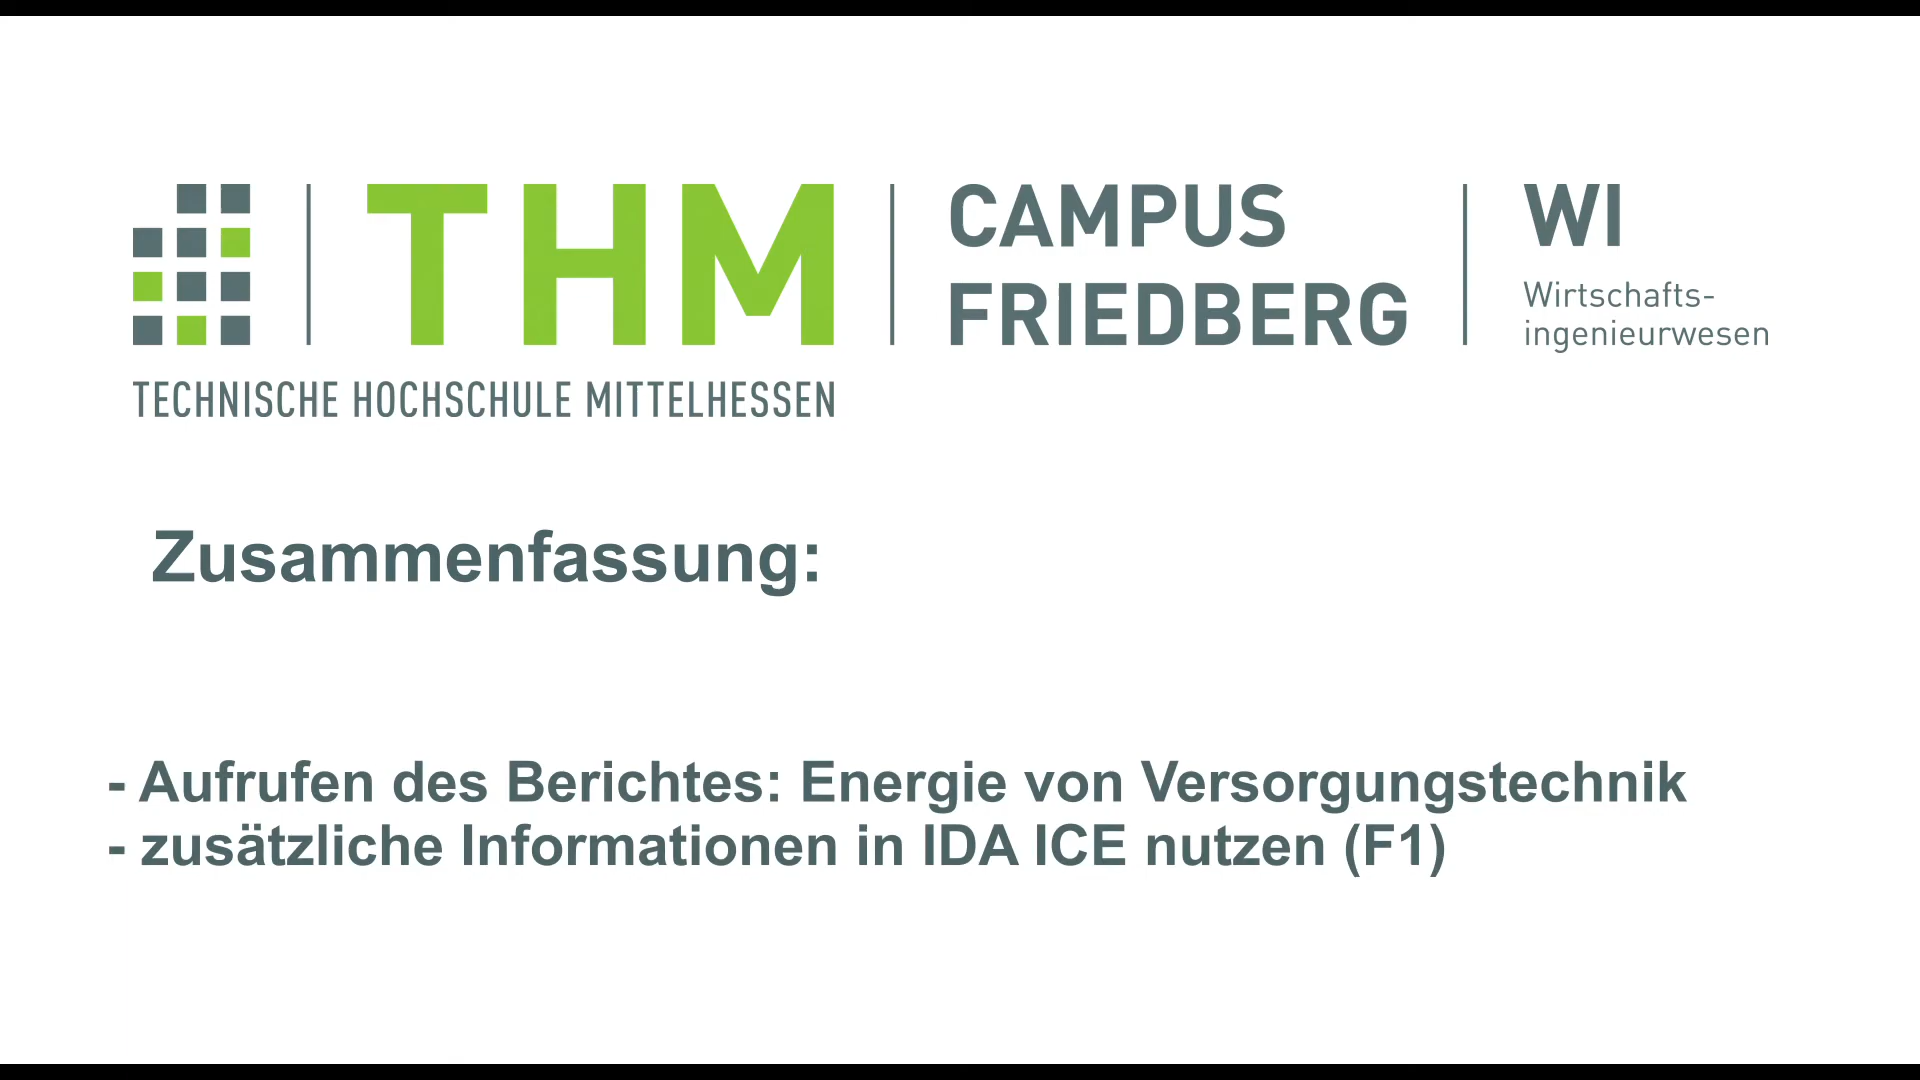 THM
TECHNISCHE HOCHSCHULE MITTELHESSEN
CAMPUS
FRIEDBERG
WI
Wirtschafts-
ingenieurwesen
Zusammenfassung:
- Aufrufen des Berichtes: Energie von Versorgungstechnik
- zusätzliche Informationen in IDA ICE nutzen (F1)